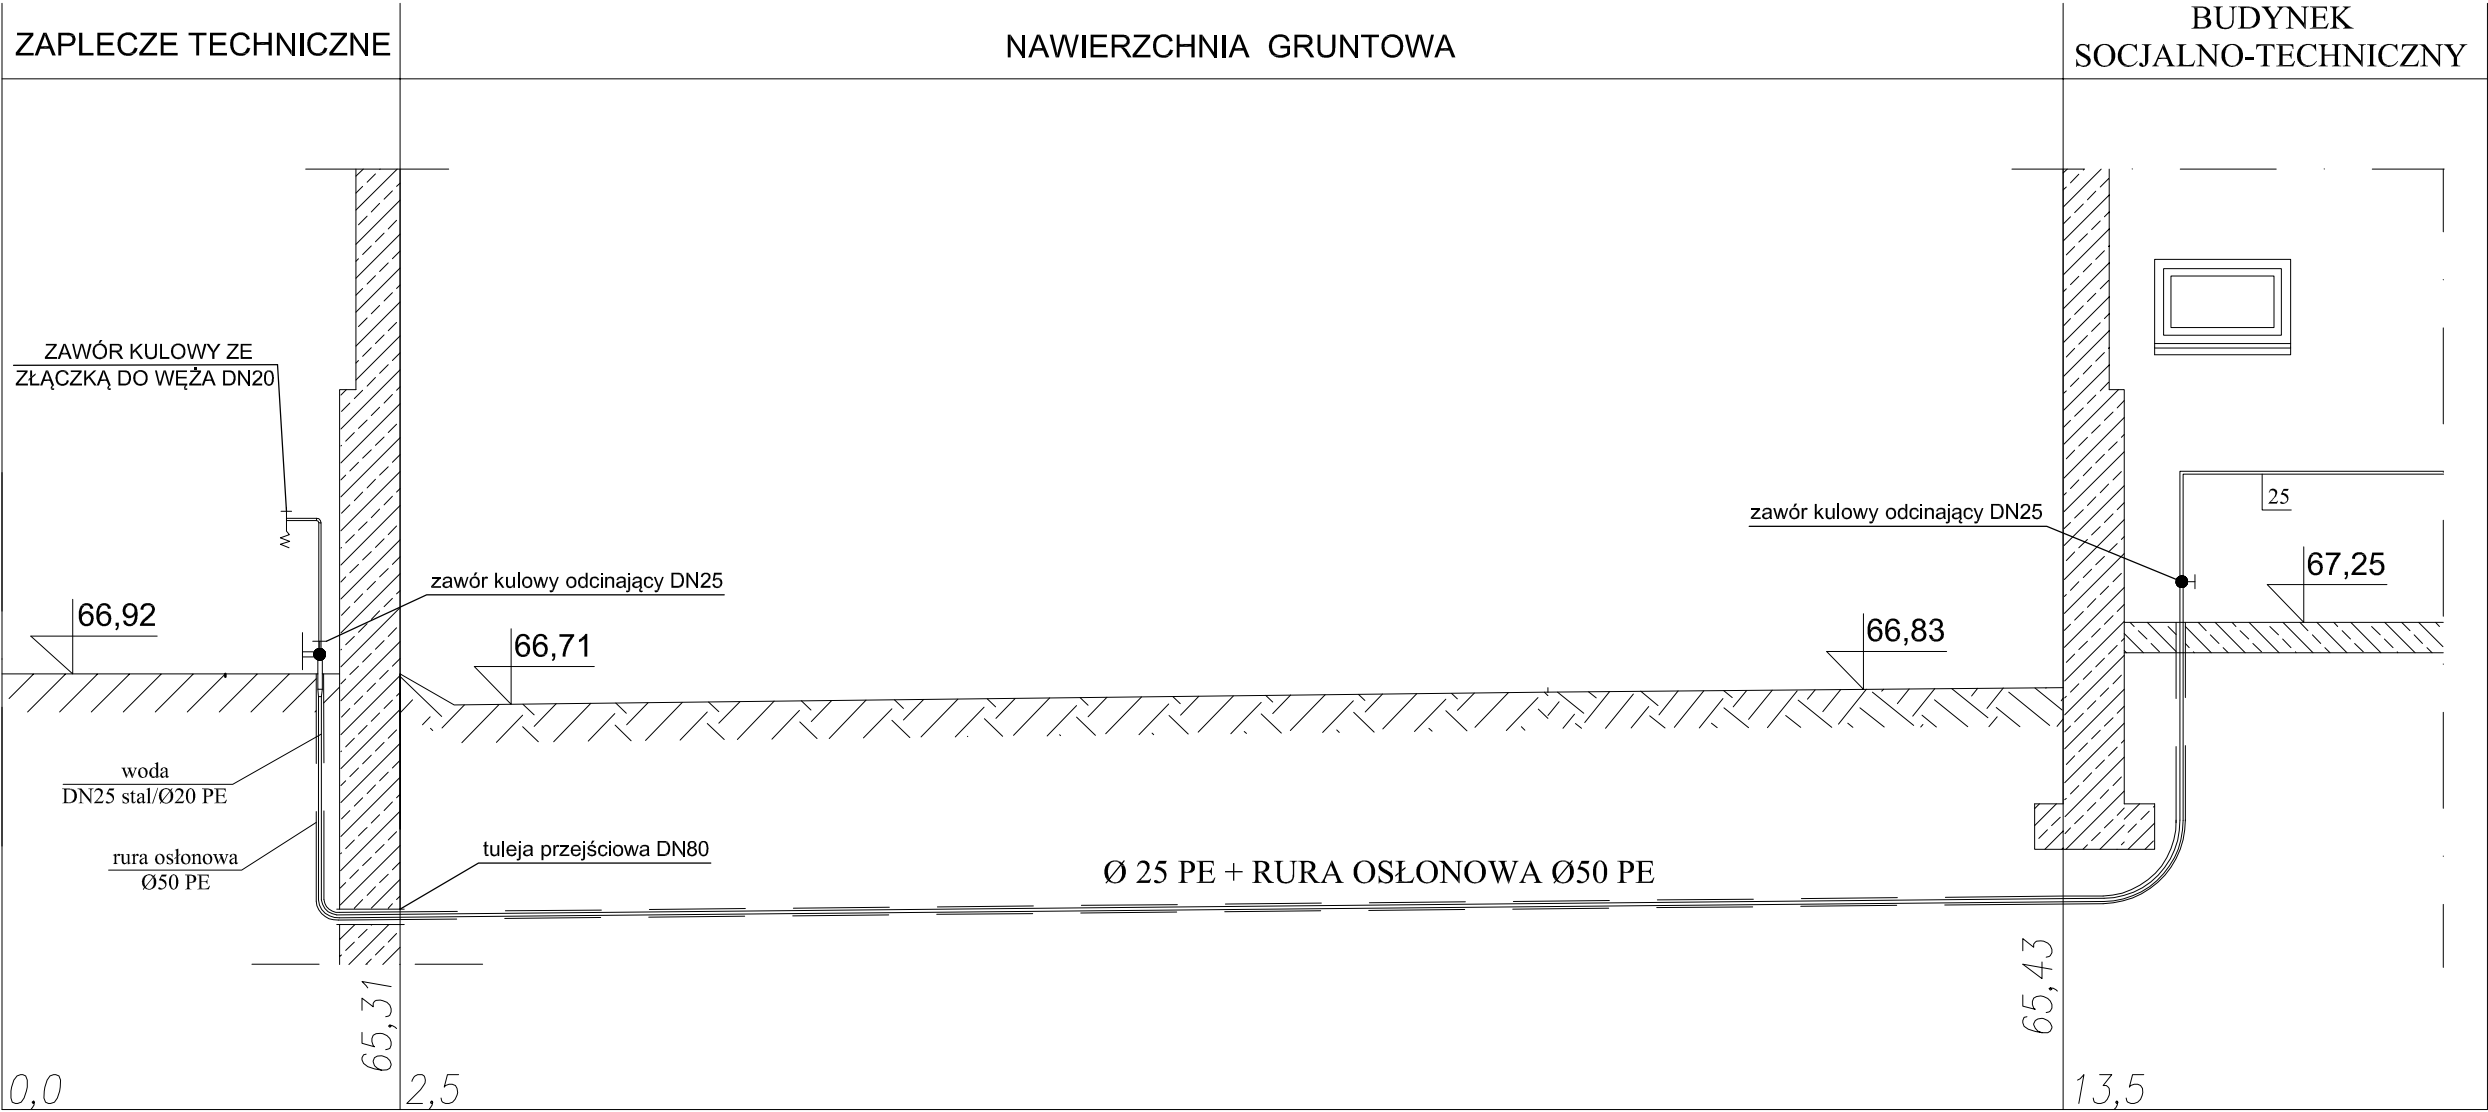 ZAPLECZE TECHNICZNE
NAWIERZCHNIA GRUNTOWA
BUDYNEK
SOCJALNO-TECHNICZNY
ZAWÓR KULOWY ZE
ZŁĄCZKĄ DO WĘŻA DN20
25
zawór kulowy odcinający DN25
67,25
zawór kulowy odcinający DN25
66,92
66,71
66,83
woda
DN25 stal/Ø20 PE
tuleja przejściowa DN80
rura osłonowa
Ø50 PE
Ø 25 PE + RURA OSŁONOWA Ø50 PE
65,31
65,43
0,0
2,5
13,5